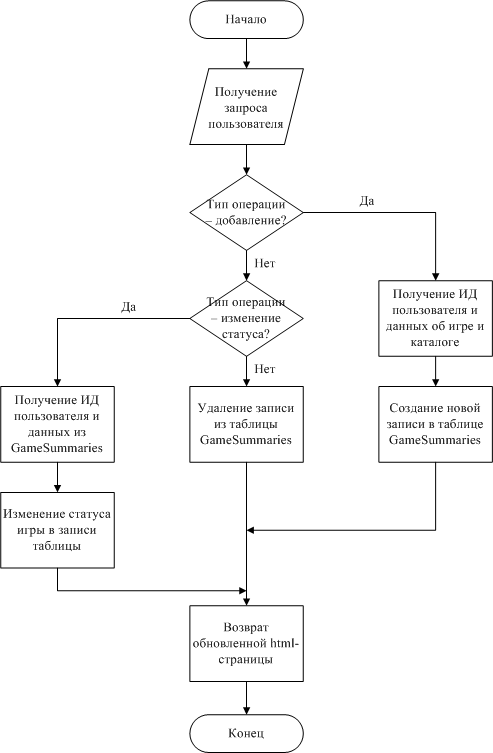 Начало
Получение
запроса
пользователя
Тип операции
– добавление?
Да
Нет
Тип операции
– изменение
статуса?
Да
Нет
Получение ИД
пользователя и
данных об игре и
каталоге
Получение ИД
пользователя и
данных из
GameSummaries
Удаление записи
из таблицы
GameSummaries
Создание новой
записи в таблице
GameSummaries
Изменение статуса
игры в записи
таблицы
Возврат
обновленной html-
страницы
Конец